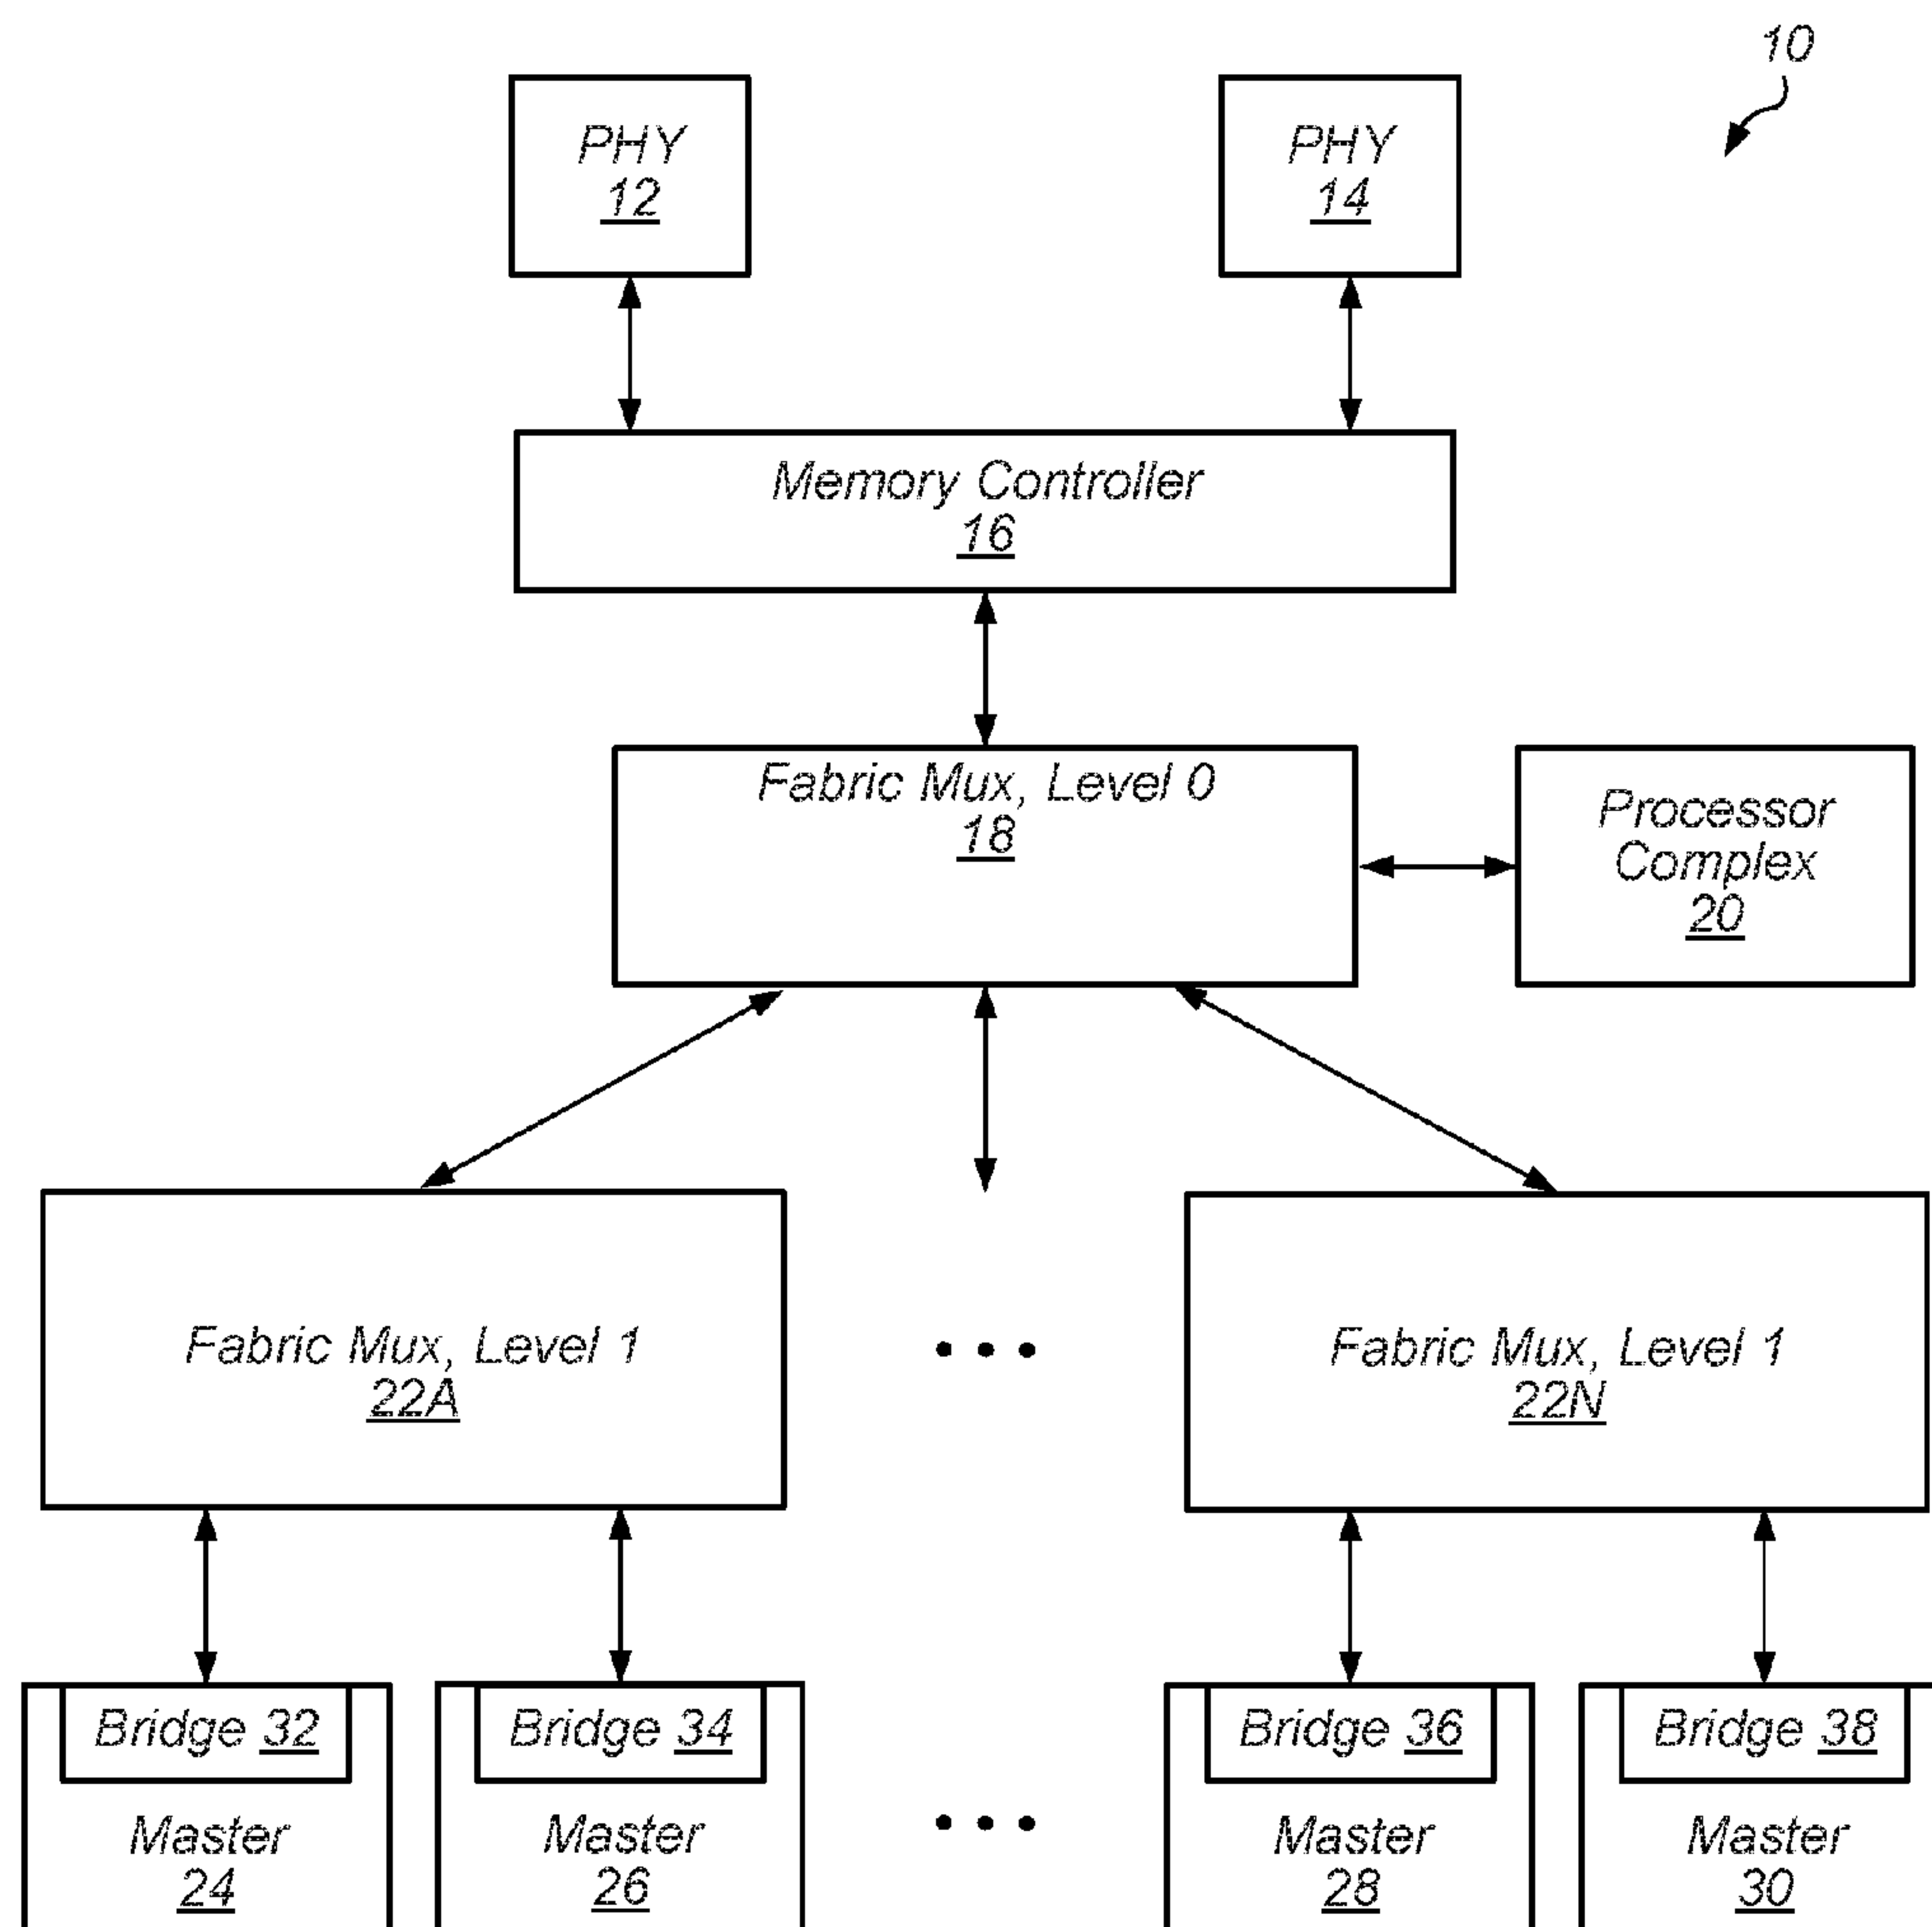 10
PHY
12
PHY
14
Memory Controller
16
Fabric Mux, Level 0
18
Processor
Complex
20
Fabric Mux, Level 1
22A
Fabric Mux, Level 1
22N
Bridge 32
Bridge 34
Bridge 36
Bridge 38
Master
24
Master
26
Master
28
Master
30